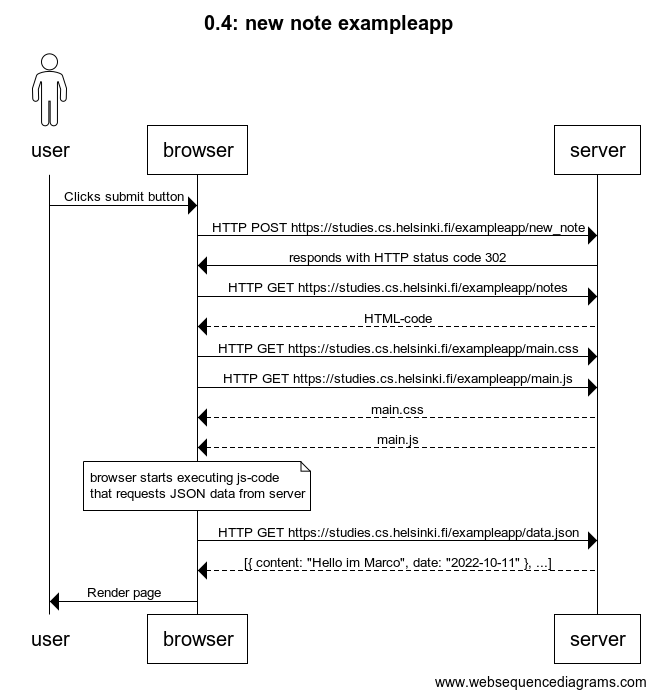 0.4: new note exampleapp
user
browser
server
Clicks submit button
HTTP POST https://studies.cs.helsinki.fi/exampleapp/new_note
responds with HTTP status code 302
HTTP GET https://studies.cs.helsinki.fi/exampleapp/notes
HTML-code
HTTP GET https://studies.cs.helsinki.fi/exampleapp/main.css
HTTP GET https://studies.cs.helsinki.fi/exampleapp/main.js
main.css
main.js
browser starts executing js-code
that requests JSON data from server
HTTP GET https://studies.cs.helsinki.fi/exampleapp/data.json
[{ content: "Hello im Marco", date: "2022-10-11" }, ...]
Render page
user
browser
server
www.websequencediagrams.com